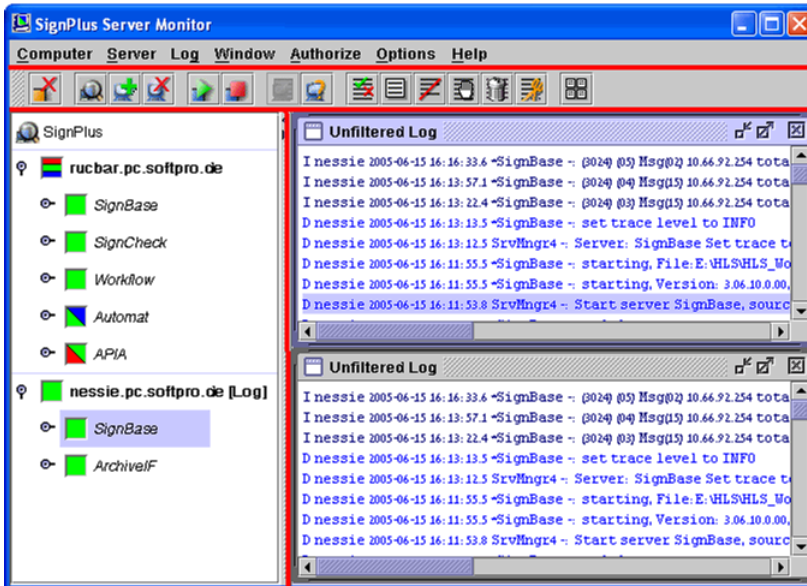 SignPlus Server Monitor
Computer Server Log Window Authorize Options Help
SignPlus
rucbar.pc.softpro.de
SignBase
SignCheck
Workflow
Automat
APIA
nessie.pc.softpro.de [Log]
SignBase
ArchiveIF
Unfiltered Log
I nessie 2005-06-15 16:16:33.6 ~SignBase -: (3024) (05) Msg(02) 10.66.92.254 tota
I nessie 2005-06-15 16:13:57.1 ~SignBase -: (3024) (04) Msg(15) 10.66.92.254 tota
I nessie 2005-06-15 16:13:22.4 ~SignBase -: (3024) (03) Msg(15) 10.66.92.254 tota
D nessie 2005-06-15 16:13:13.5 ~SignBase -: set trace level to INFO
D nessie 2005-06-15 16:13:12.5 SrvMngr4 -: Server: SignBase Set trace t
D nessie 2005-06-15 16:11:55.5 ~SignBase -: starting, File:E:\HLS\HLS_Wo
D nessie 2005-06-15 16:11:55.5 ~SignBase -: starting, Version: 3.06.10.0.00,
D nessie 2005-06-15 16:11:53.8 SrvMngr4 -: Start server SignBase, sourc
Unfiltered Log
I nessie 2005-06-15 16:16:33.6 ~SignBase -: (3024) (05) Msg(02) 10.66.92.254 tota
I nessie 2005-06-15 16:13:57.1 ~SignBase -: (3024) (04) Msg(15) 10.66.92.254 tota
I nessie 2005-06-15 16:13:22.4 ~SignBase -: (3024) (03) Msg(15) 10.66.92.254 tota
D nessie 2005-06-15 16:13:13.5 ~SignBase -: set trace level to INFO
D nessie 2005-06-15 16:13:12.5 SrvMngr4 -: Server: SignBase Set trace t
D nessie 2005-06-15 16:11:55.5 ~SignBase -: starting, File:E:\HLS\HLS_Wo
D nessie 2005-06-15 16:11:55.5 ~SignBase -: starting, Version: 3.06.10.0.00,
D nessie 2005-06-15 16:11:53.8 SrvMngr4 -: Start server SignBase, sourc